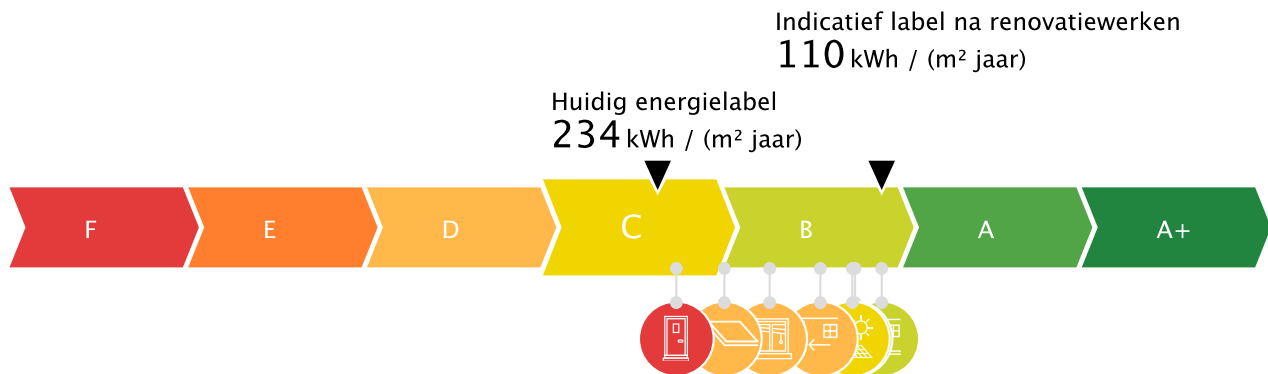 Indicatief label na renovatiewerken
110 kWh / (m² jaar)
Huidig energielabel
234 kWh / (m² jaar)
F E D C B A A+